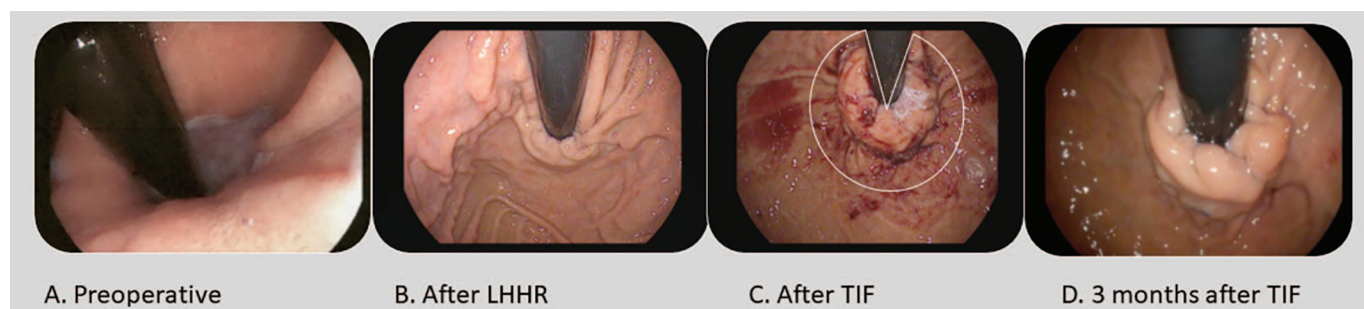 A. Preoperative
B. After LHHR
C. After TIF
D. 3 months after TIF